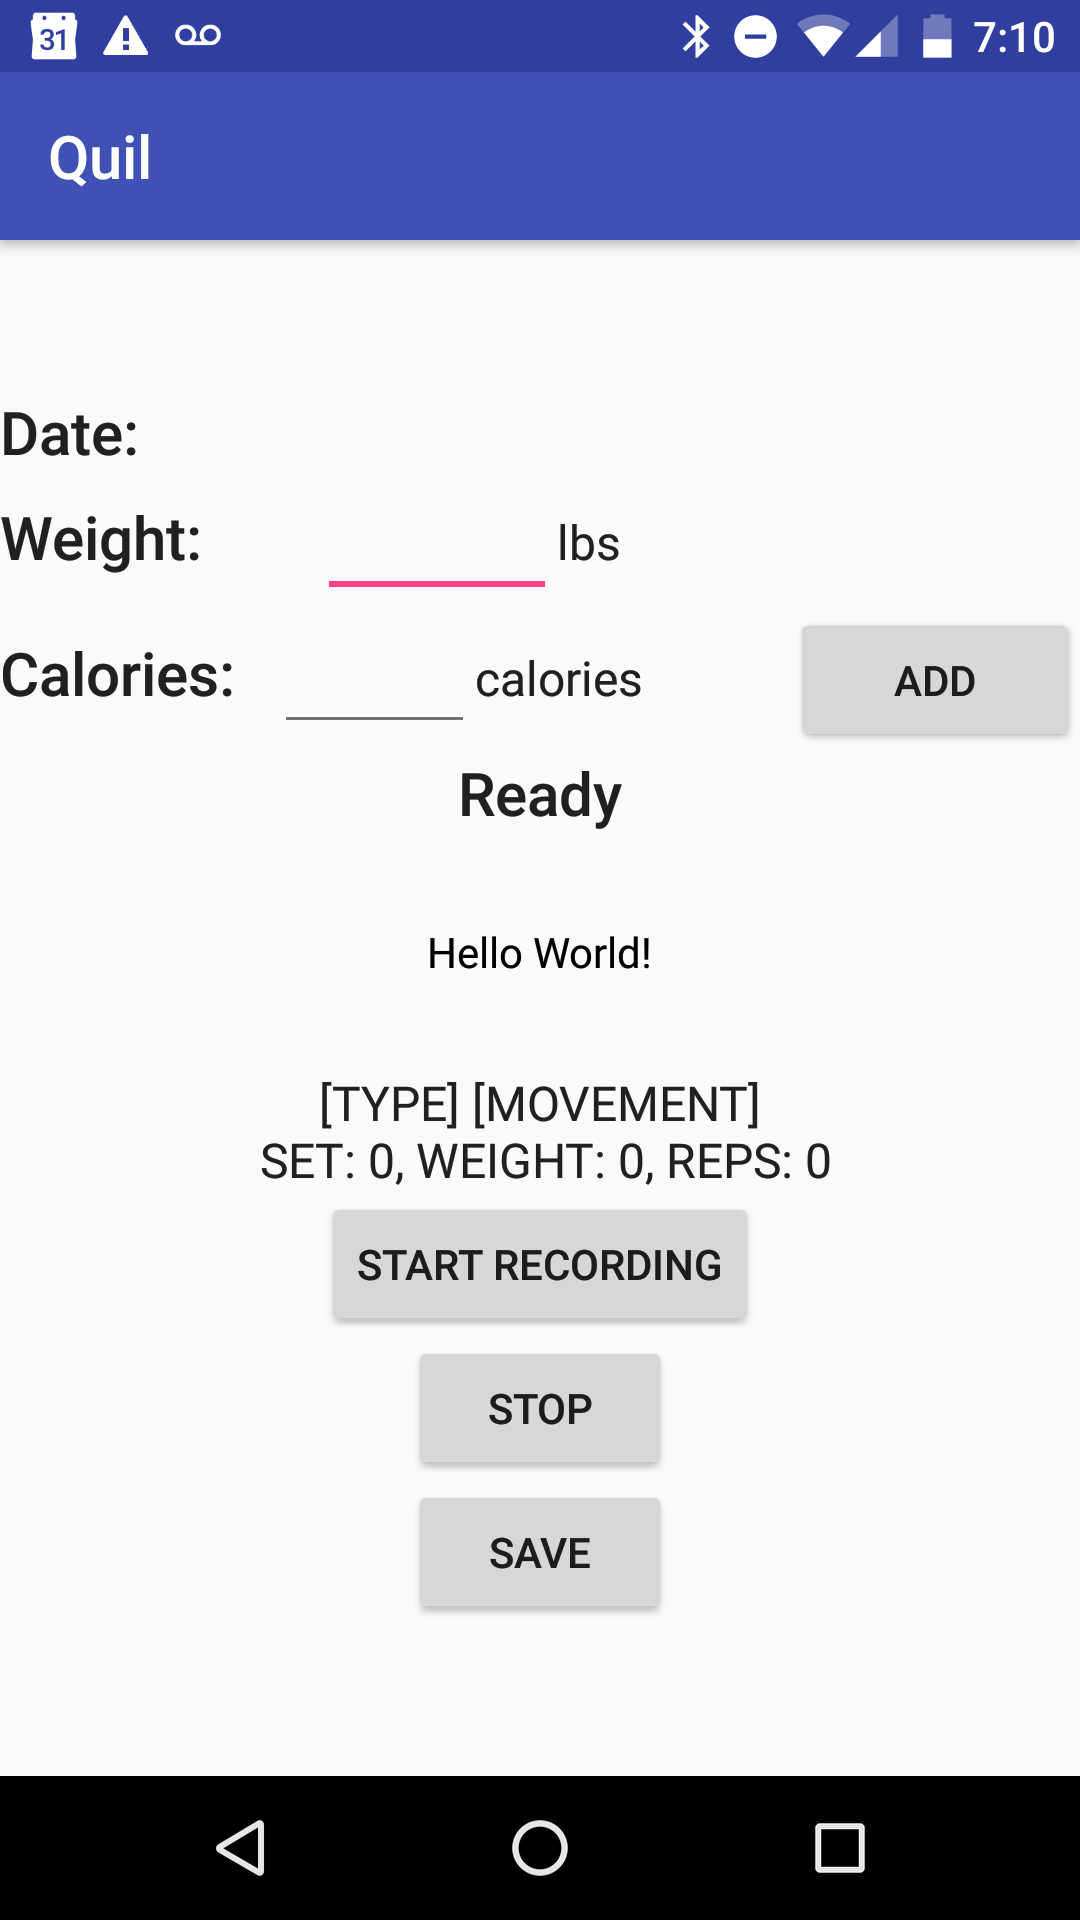 31 7:10
Quil
Date:
Weight: lbs
Calories: calories ADD
Ready
Hello World!
[TYPE] [MOVEMENT]
SET: 0, WEIGHT: 0, REPS: 0
START RECORDING
STOP
SAVE